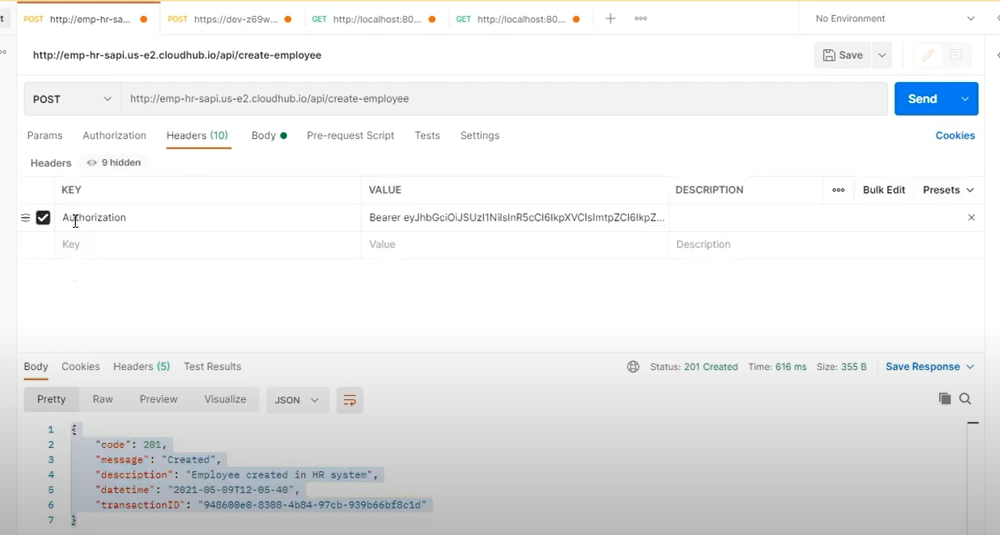 t POST http://emp-hr-sa... POST https://dev-z69w... GET http://localhost:80... GET http://localhost:80... + No Environment
http://emp-hr-sapi.us-e2.cloudhub.io/api/create-employee Save
POST http://emp-hr-sapi.us-e2.cloudhub.io/api/create-employee Send
Params Authorization Headers (10) Body Pre-request Script Tests Settings Cookies
Headers 9 hidden
KEY VALUE DESCRIPTION Bulk Edit Presets
Authorization Bearer
Key Value Description
Body Cookies Headers (5) Test Results Status: 201 Created Time: 616 ms Size: 355 B Save Response
Pretty Raw Preview Visualize JSON
1 {
2 "code": 201,
3 "message": "Created",
4 "description": "Employee created in HR system",
5 "datetime": "2021-05-09T12-05-40",
6 "transactionID": "948600e0-8308-4b84-97cb-939b66bf8c1d"
7 }